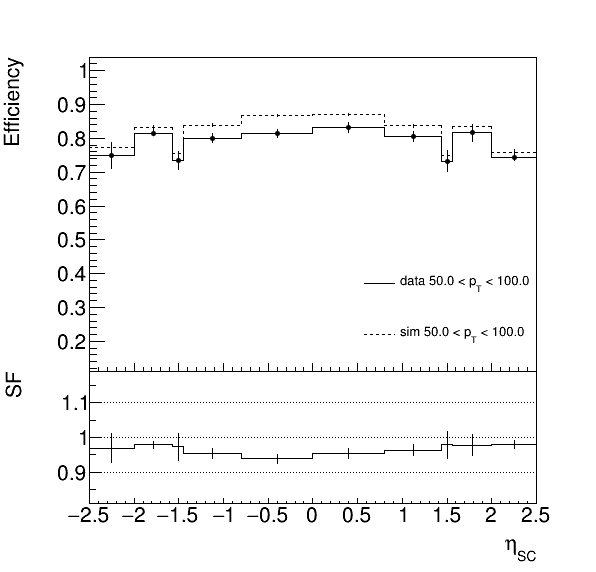 Efficiency
1
0.9
0.8
0.7
0.6
0.5
0.4
0.3
0.2
data 50.0 < p_T < 100.0
sim 50.0 < p_T < 100.0
SF
1.1
1
0.9
−2.5 −2 −1.5 −1 −0.5 0 0.5 1 1.5 2 2.5
η_SC